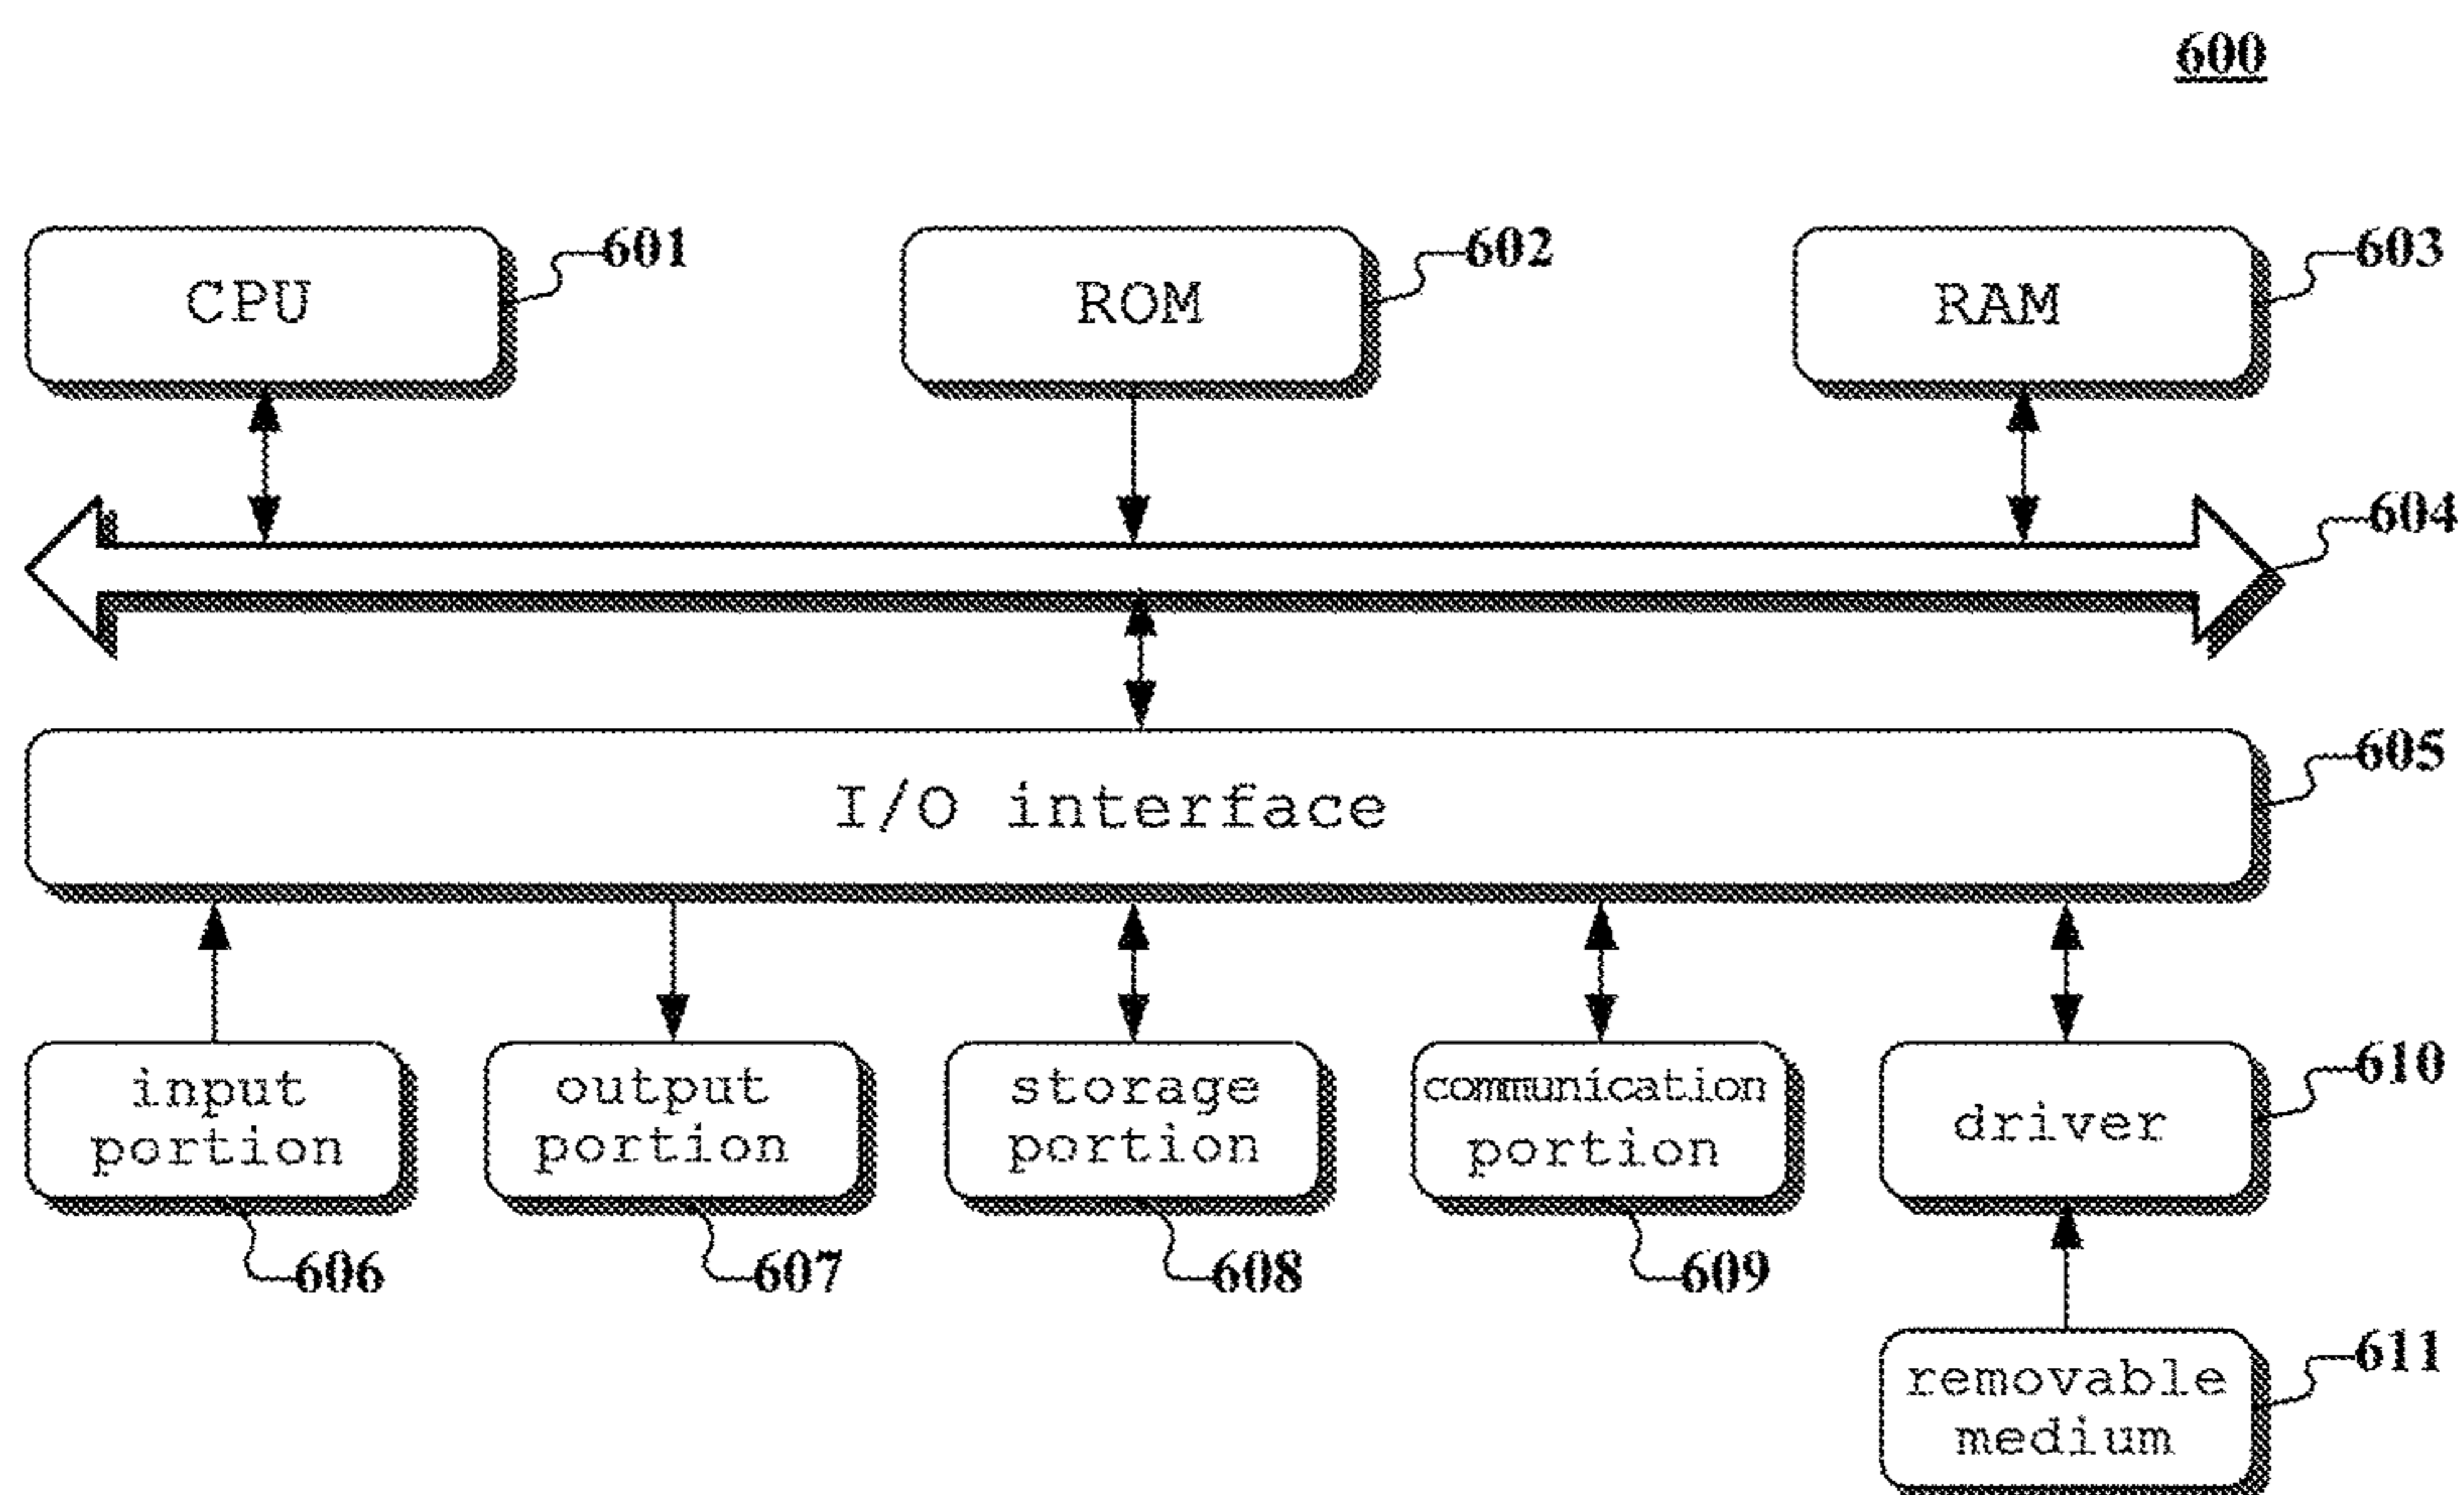 600
CPU
601
ROM
602
RAM
603
604
I/O interface
605
input
portion
606
output
portion
607
storage
portion
608
communication
portion
609
driver
610
removable
medium
611